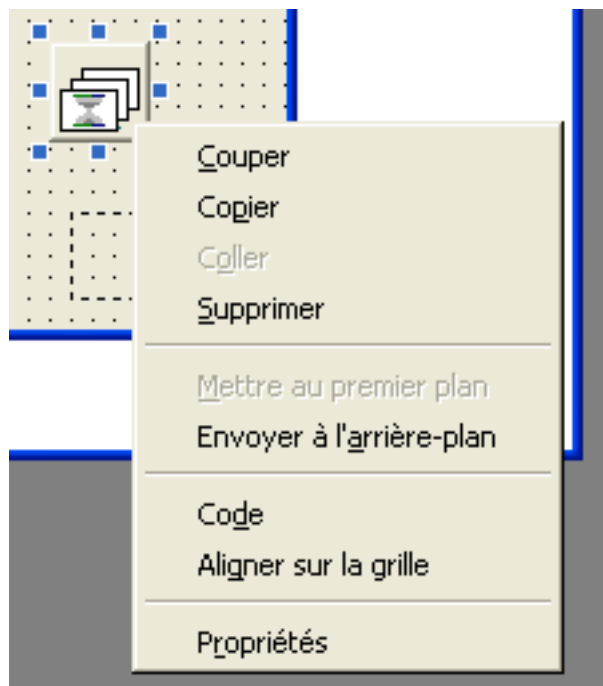 Couper
Copier
Coller
Supprimer
Mettre au premier plan
Envoyer à l'arrière-plan
Code
Aligner sur la grille
Propriétés